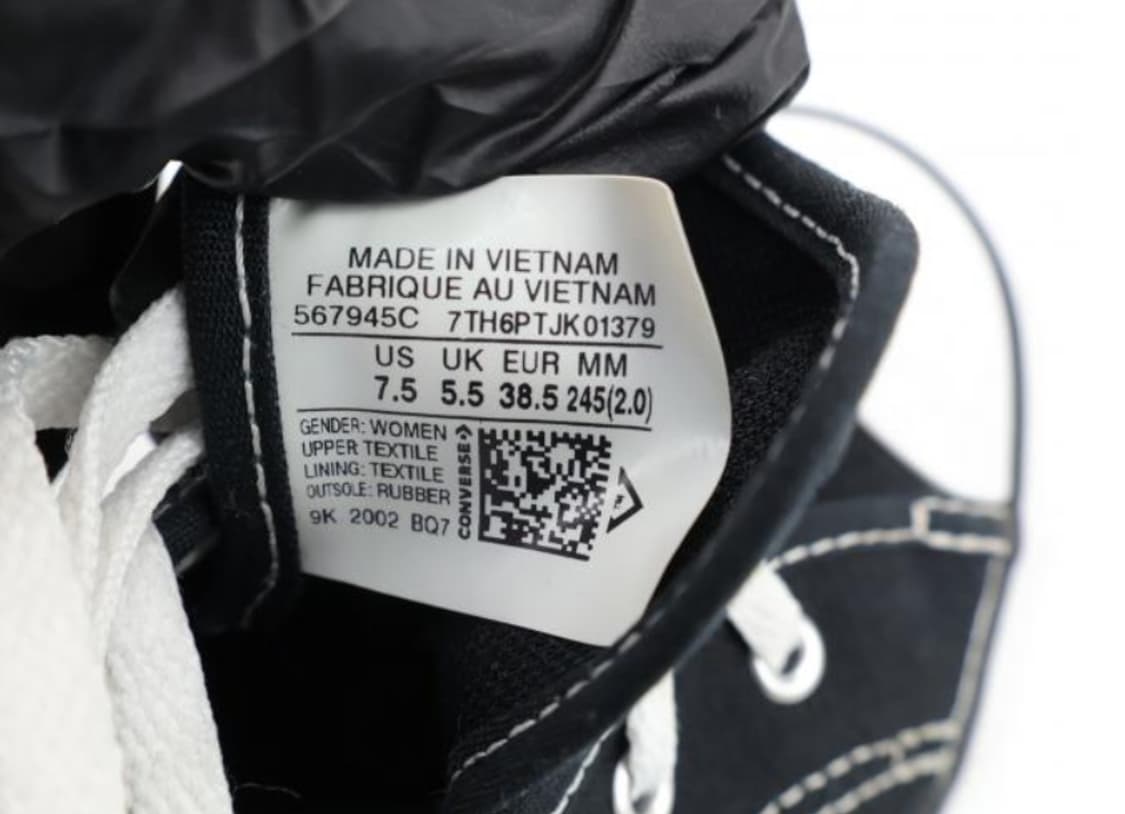 MADE IN VIETNAM
FABRIQUE AU VIETNAM
567945C 7TH6PTJK01379
US UK EUR MM
7.5 5.5 38.5 245(2.0)
GENDER: WOMEN
UPPER TEXTILE
LINING: TEXTILE
OUTSOLE: RUBBER
9K 2002 BQ7
CONVERSE